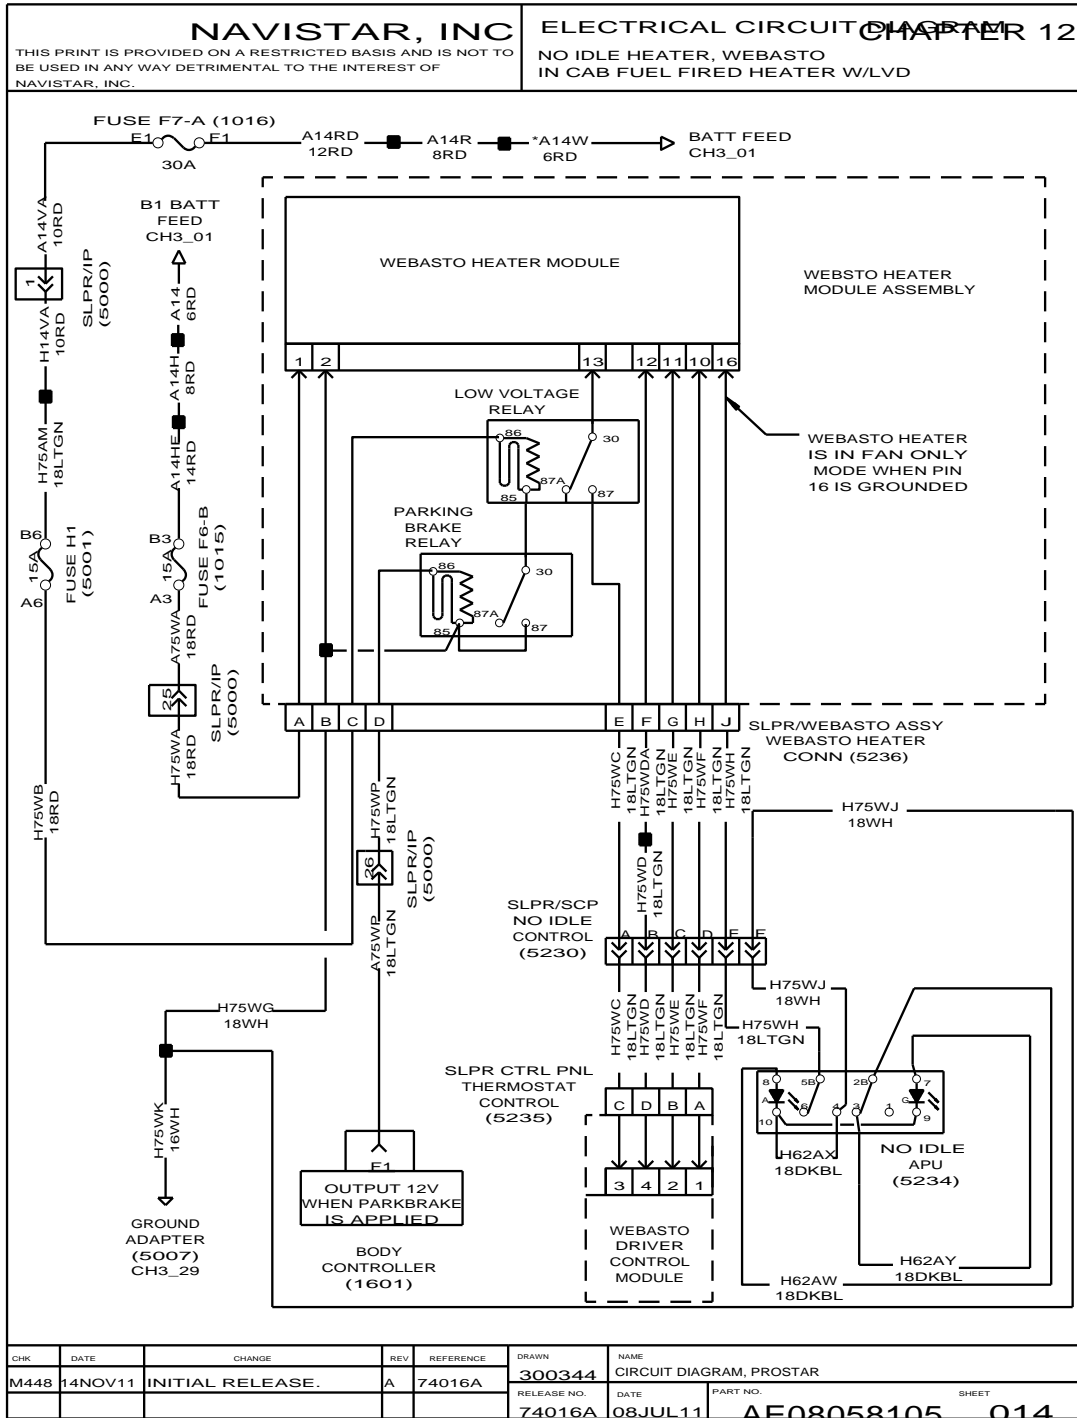 NAVISTAR, INC
THIS PRINT IS PROVIDED ON A RESTRICTED BASIS AND IS NOT TO
BE USED IN ANY WAY DETRIMENTAL TO THE INTEREST OF
NAVISTAR, INC.
ELECTRICAL CIRCUIT DIAGRAM
CHAPTER 12
NO IDLE HEATER, WEBASTO
IN CAB FUEL FIRED HEATER W/LVD
FUSE F7-A (1016)
E1
F1
30A
A14RD
12RD
A14R
8RD
*A14W
6RD
BATT FEED
CH3_01
A14VA
10RD
1
SLPR/IP
(5000)
H14VA
10RD
H75AM
18LTGN
B6
15A
A6
FUSE H1
(5001)
H75WB
18RD
B1 BATT
FEED
CH3_01
A14
6RD
A14H
8RD
A14HE
14RD
B3
15A
A3
FUSE F6-B
(1015)
A75WA
18RD
25
SLPR/IP
(5000)
H75WA
18RD
WEBASTO HEATER MODULE
WEBSTO HEATER
MODULE ASSEMBLY
1 2 13 12 11 10 16
LOW VOLTAGE
RELAY
86
30
87A
85
87
WEBASTO HEATER
IS IN FAN ONLY
MODE WHEN PIN
16 IS GROUNDED
PARKING
BRAKE
RELAY
86
30
87A
85
87
A B C D E F G H J
SLPR/WEBASTO ASSY
WEBASTO HEATER
CONN (5236)
H75WP
18LTGN
26
SLPR/IP
(5000)
A75WP
18LTGN
H75WC
18LTGN
H75WDA
18LTGN
H75WE
18LTGN
H75WF
18LTGN
H75WH
18LTGN
H75WD
18LTGN
H75WJ
18WH
SLPR/SCP
NO IDLE
CONTROL
(5230)
A B C D E F
H75WJ
18WH
H75WH
18LTGN
H75WC
18LTGN
H75WD
18LTGN
H75WE
18LTGN
H75WF
18LTGN
H75WG
18WH
H75WK
16WH
GROUND
ADAPTER
(5007)
CH3_29
SLPR CTRL PNL
THERMOSTAT
CONTROL
(5235)
C D B A
3 4 2 1
WEBASTO
DRIVER
CONTROL
MODULE
E1
OUTPUT 12V
WHEN PARKBRAKE
IS APPLIED
BODY
CONTROLLER
(1601)
8 5B 2B 7
A G
6 4 3 1
10 9
NO IDLE
APU
(5234)
H62AX
18DKBL
H62AY
18DKBL
H62AW
18DKBL
CHK DATE CHANGE REV REFERENCE
M448 14NOV11 INITIAL RELEASE. A 74016A
DRAWN
300344
NAME
CIRCUIT DIAGRAM, PROSTAR
RELEASE NO.
74016A
DATE
08JUL11
PART NO.
AE08058105
SHEET
014